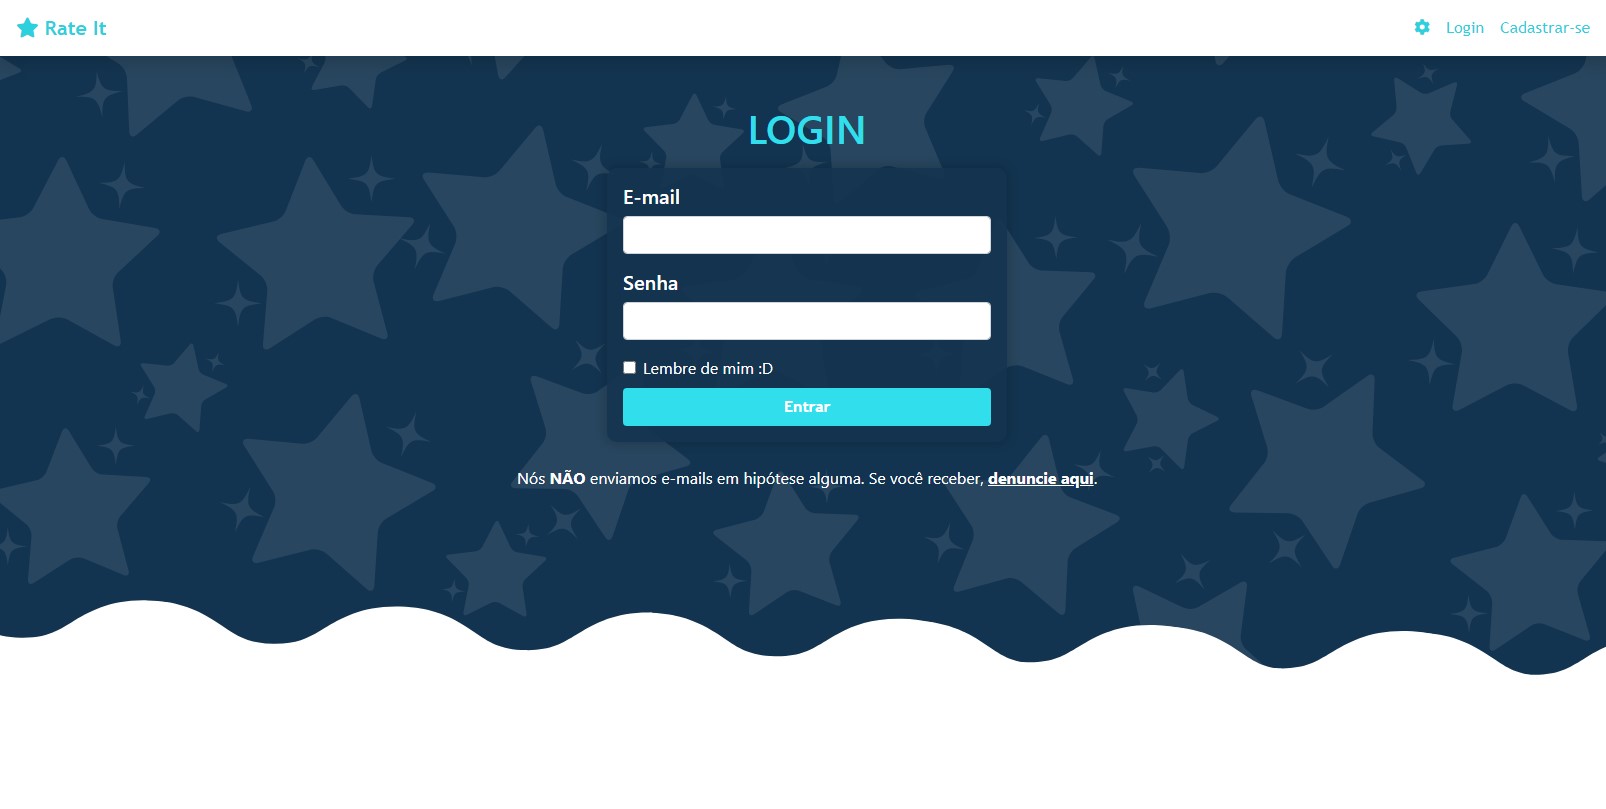 Rate It
Login Cadastrar-se
LOGIN
E-mail
Senha
Lembre de mim :D
Entrar
Nós NÃO enviamos e-mails em hipótese alguma. Se você receber, denuncie aqui.